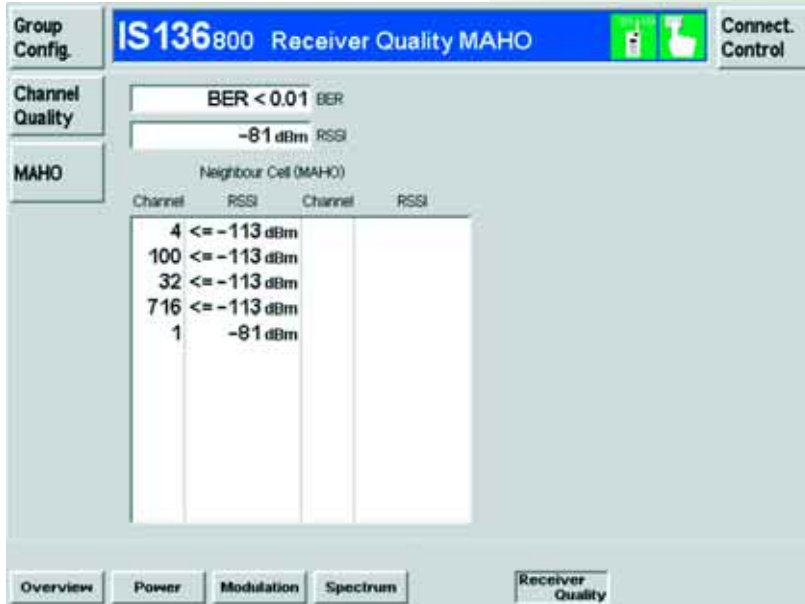 Group Config.
IS136800 Receiver Quality MAHO
Connect. Control
Channel Quality
BER < 0.01 BER
-81 dBm RSSI
MAHO
Neighbour Cell (MAHO)
Channel RSSI Channel RSSI
4 <= -113 dBm
100 <= -113 dBm
32 <= -113 dBm
716 <= -113 dBm
1 -81 dBm
Overview Power Modulation Spectrum Receiver Quality